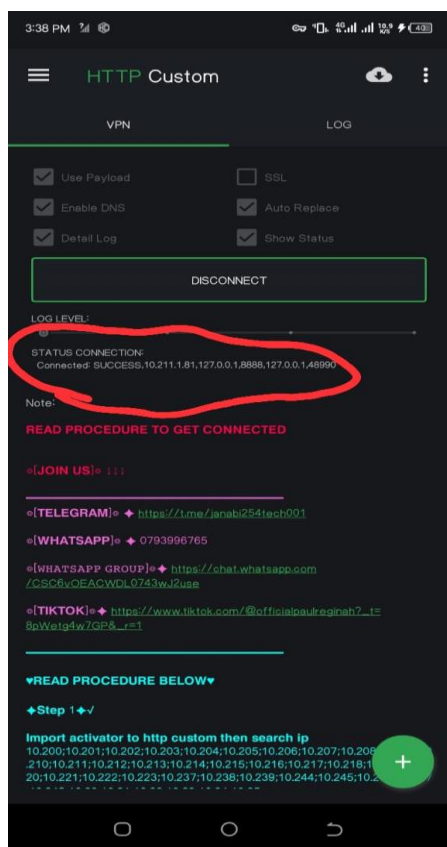 3:38 PM
4G
10.9
K/s
40
HTTP Custom
VPN LOG
Use Payload SSL
Enable DNS Auto Replace
Detail Log Show Status
DISCONNECT
LOG LEVEL:
STATUS CONNECTION:
Connected: SUCCESS,10.211.1.81,127.0.0.1,8888,127.0.0.1,48990
Note:
READ PROCEDURE TO GET CONNECTED
[JOIN US]
[TELEGRAM] ✦ https://t.me/janabi254tech001
[WHATSAPP] ✦ 0793996765
[WHATSAPP GROUP] ✦ https://chat.whatsapp.com
/CSC6vOEACWDL0743wJ2use
[TIKTOK] ✦ https://www.tiktok.com/@officialpaulreginah?_t=
8pWetg4w7GP&_r=1
♥READ PROCEDURE BELOW♥
✦Step 1✦√
Import activator to http custom then search ip
10.200;10.201;10.202;10.203;10.204;10.205;10.206;10.207;10.208
.210;10.211;10.212;10.213;10.214;10.215;10.216;10.217;10.218;1
20;10.221;10.222;10.223;10.237;10.238;10.239;10.244;10.245;10.2